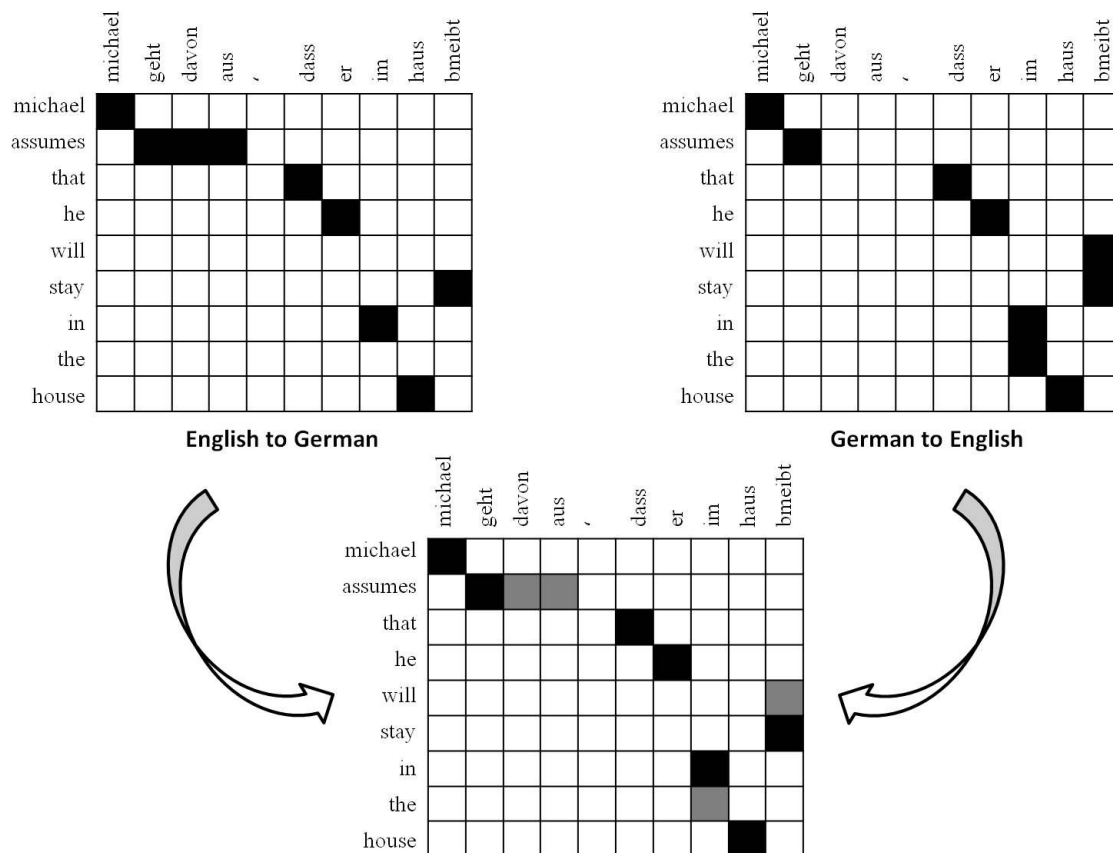 michael geht davon aus ‘ dass er im haus bmeibt
michael
assumes
that
he
will
stay
in
the
house
English to German
michael geht davon aus ‘ dass er im haus bmeibt
michael
assumes
that
he
will
stay
in
the
house
German to English
michael geht davon aus ‘ dass er im haus bmeibt
michael
assumes
that
he
will
stay
in
the
house